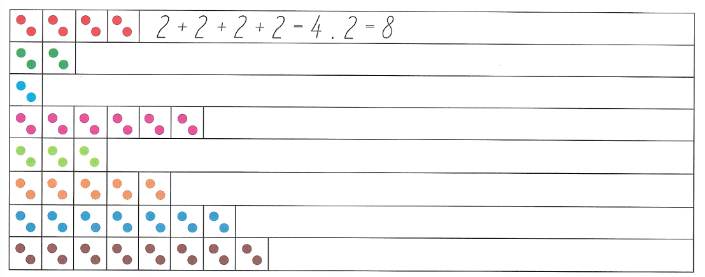 2 + 2 + 2 + 2 = 4 . 2 = 8